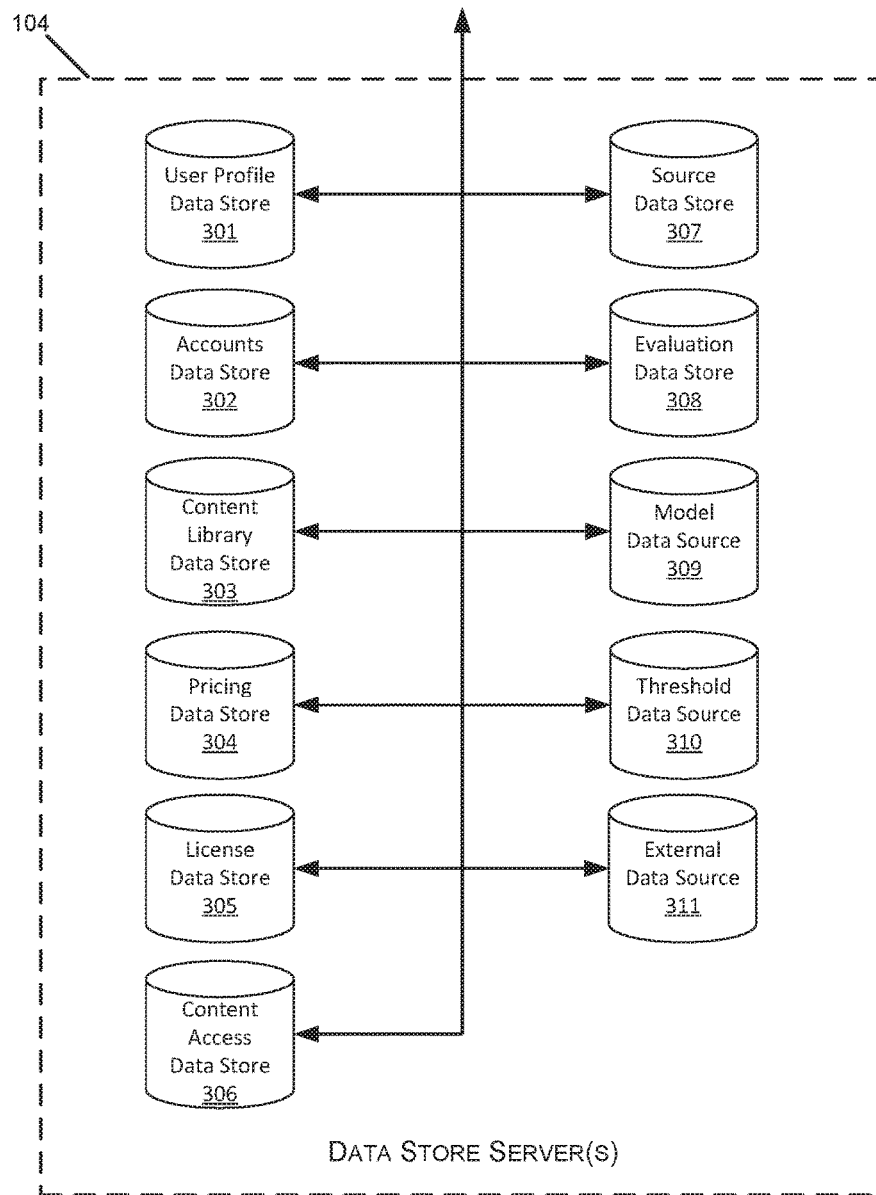 104
User Profile
Data Store
301
Source
Data Store
307
Accounts
Data Store
302
Evaluation
Data Store
308
Content
Library
Data Store
303
Model
Data Source
309
Pricing
Data Store
304
Threshold
Data Source
310
License
Data Store
305
External
Data Source
311
Content
Access
Data Store
306
DATA STORE SERVER(S)